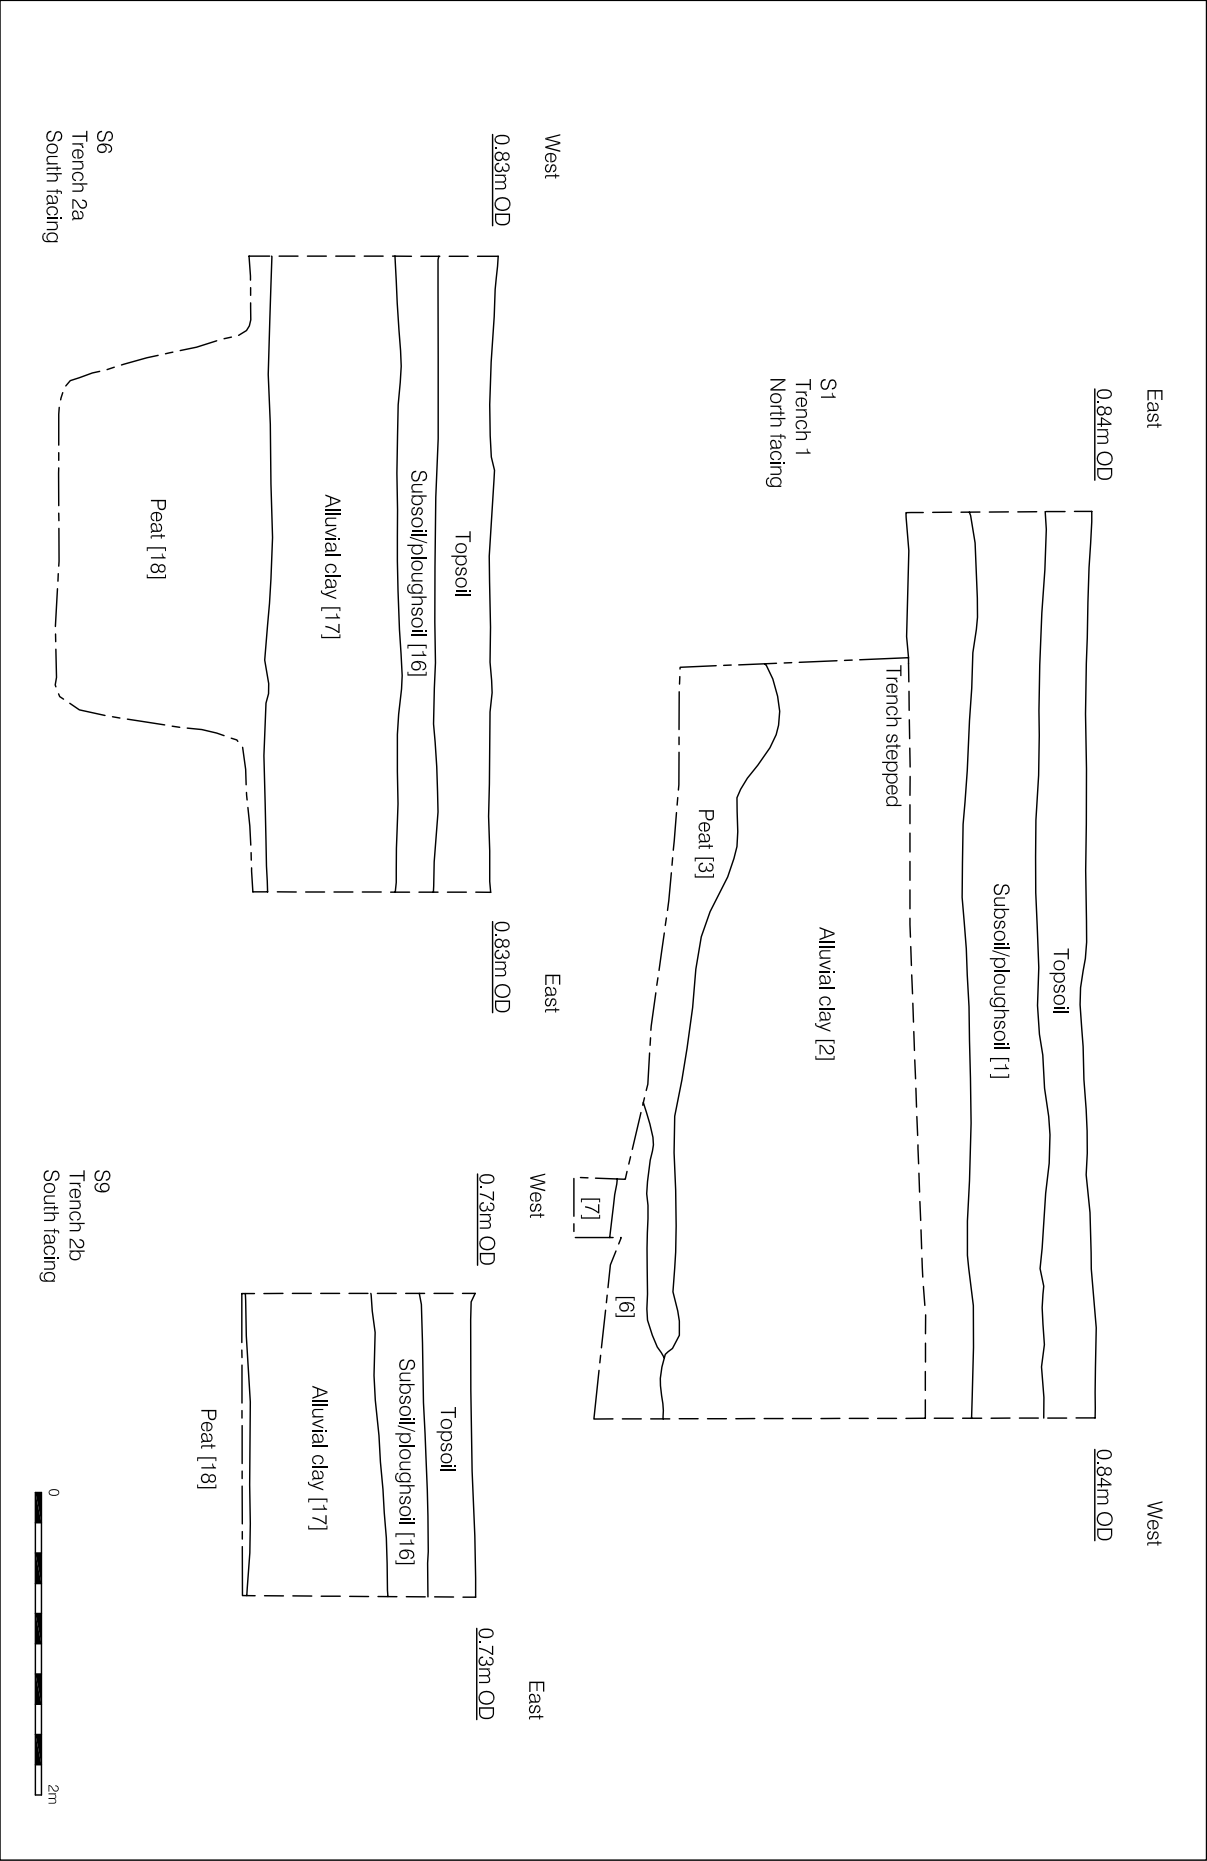 East
West
0.84m OD
0.84m OD
Topsoil
Subsoil/ploughsoil [1]
Trench stepped
Alluvial clay [2]
Peat [3]
[6]
[7]
S1
Trench 1
North facing
West
East
0.83m OD
0.83m OD
Topsoil
Subsoil/ploughsoil [16]
Alluvial clay [17]
Peat [18]
S6
Trench 2a
South facing
West
East
0.73m OD
0.73m OD
Topsoil
Subsoil/ploughsoil [16]
Alluvial clay [17]
Peat [18]
S9
Trench 2b
South facing
0
2m